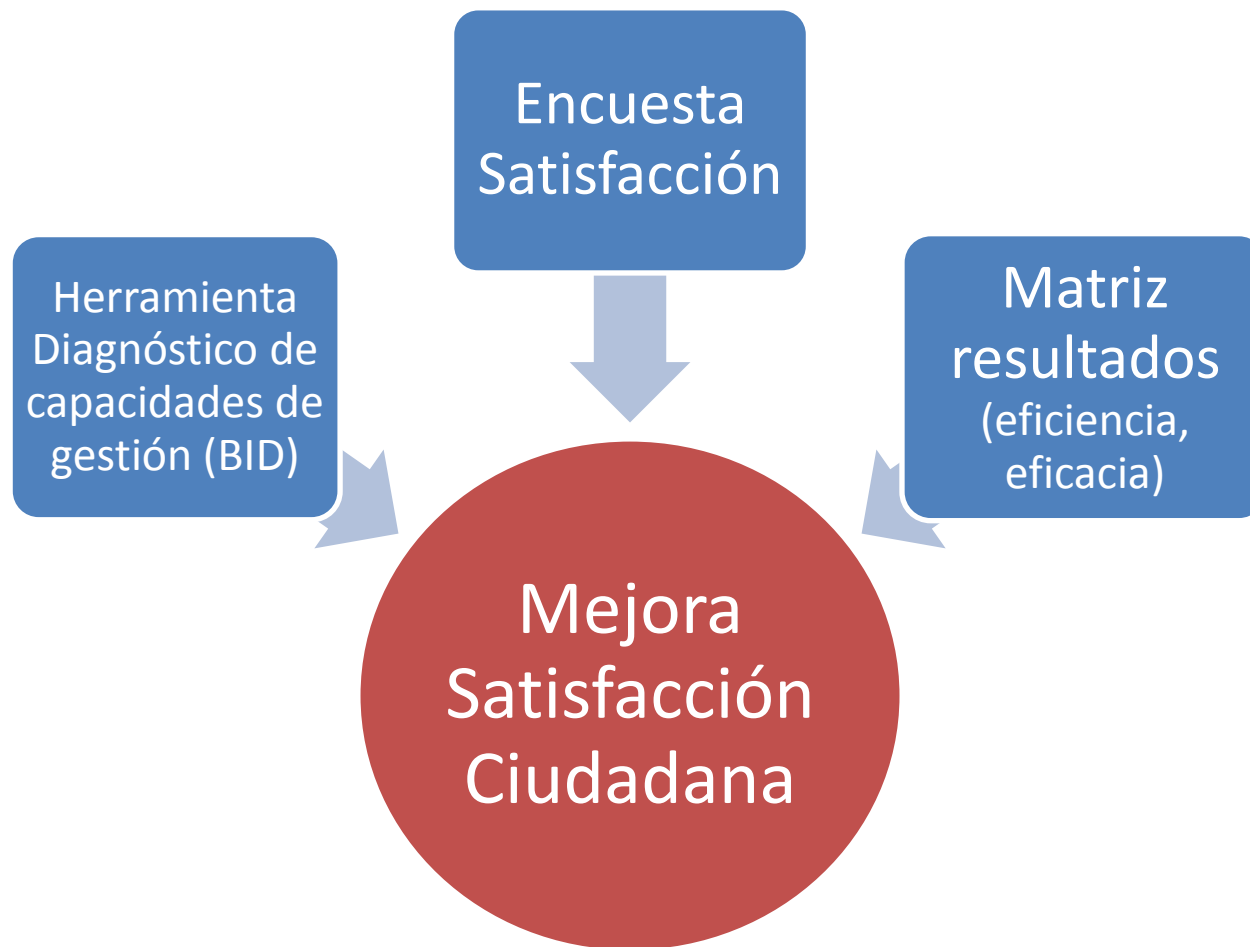 Encuesta
Satisfacción
Herramienta
Diagnóstico de
capacidades de
gestión (BID)
Matriz
resultados
(eficiencia,
eficacia)
Mejora
Satisfacción
Ciudadana